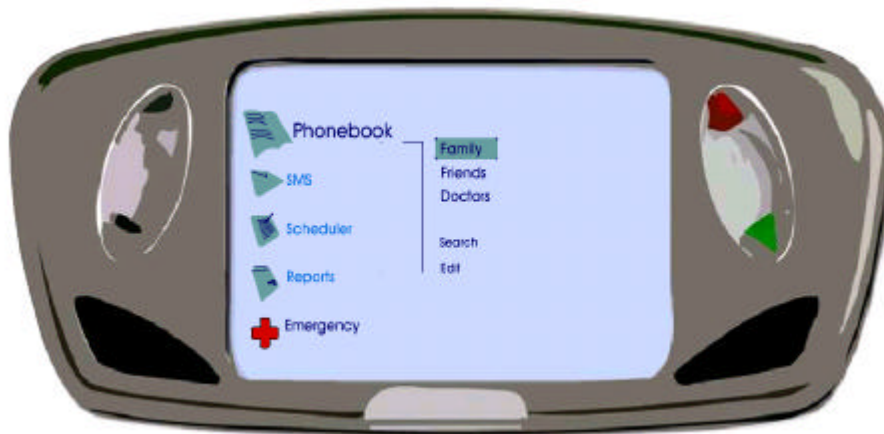 Phonebook
SMS
Scheduler
Reports
Emergency
Family
Friends
Doctors
Search
Edit